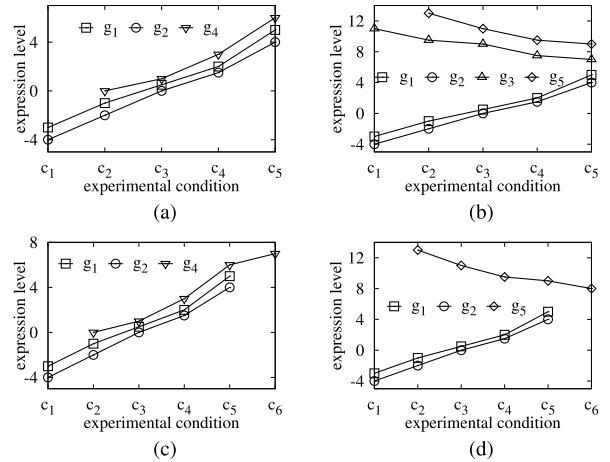 expression level
4
0
-4
g1 g2 g4
c1 c2 c3 c4 c5
experimental condition
(a)
expression level
12
8
4
0
-4
g1 g2 g3 g5
c1 c2 c3 c4 c5
experimental condition
(b)
expression level
8
4
0
-4
g1 g2 g4
c1 c2 c3 c4 c5 c6
experimental condition
(c)
expression level
12
8
4
0
-4
g1 g2 g5
c1 c2 c3 c4 c5 c6
experimental condition
(d)